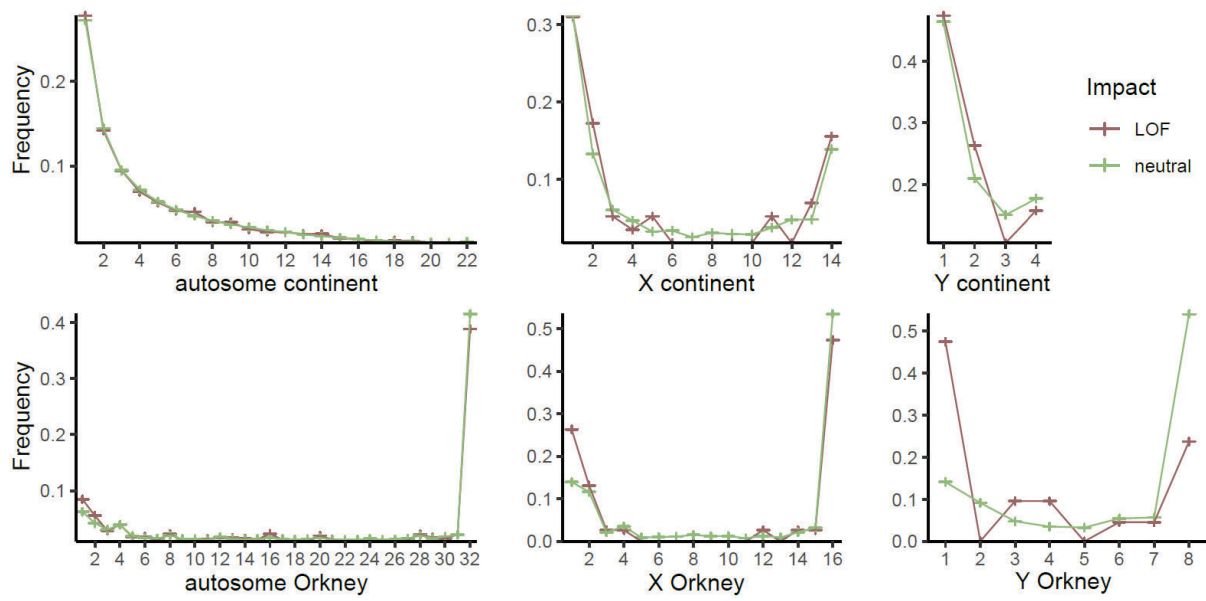 Frequency
0.2
0.1
2 4 6 8 10 12 14 16 18 20 22
autosome continent
0.3
0.2
0.1
2 4 6 8 10 12 14
X continent
0.4
0.3
0.2
1 2 3 4
Y continent
Impact
LOF
neutral
Frequency
0.4
0.3
0.2
0.1
2 4 6 8 10 12 14 16 18 20 22 24 26 28 30 32
autosome Orkney
0.5
0.4
0.3
0.2
0.1
0.0
2 4 6 8 10 12 14 16
X Orkney
0.5
0.4
0.3
0.2
0.1
0.0
1 2 3 4 5 6 7 8
Y Orkney